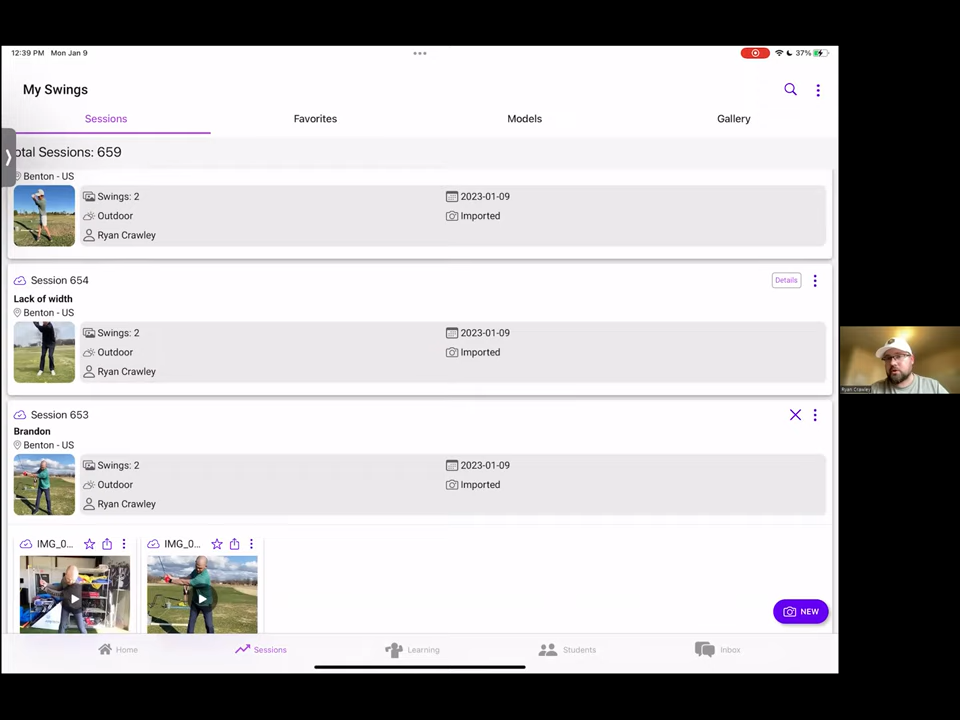 12:39 PM Mon Jan 9
37%
My Swings
Sessions Favorites Models Gallery
otal Sessions: 659
Benton - US
Swings: 2 2023-01-09
Outdoor Imported
Ryan Crawley
Session 654 Details
Lack of width
Benton - US
Swings: 2 2023-01-09
Outdoor Imported
Ryan Crawley
Session 653
Brandon
Benton - US
Swings: 2 2023-01-09
Outdoor Imported
Ryan Crawley
IMG_0... IMG_0...
NEW
Home Sessions Learning Students Inbox
Ryan Crawley